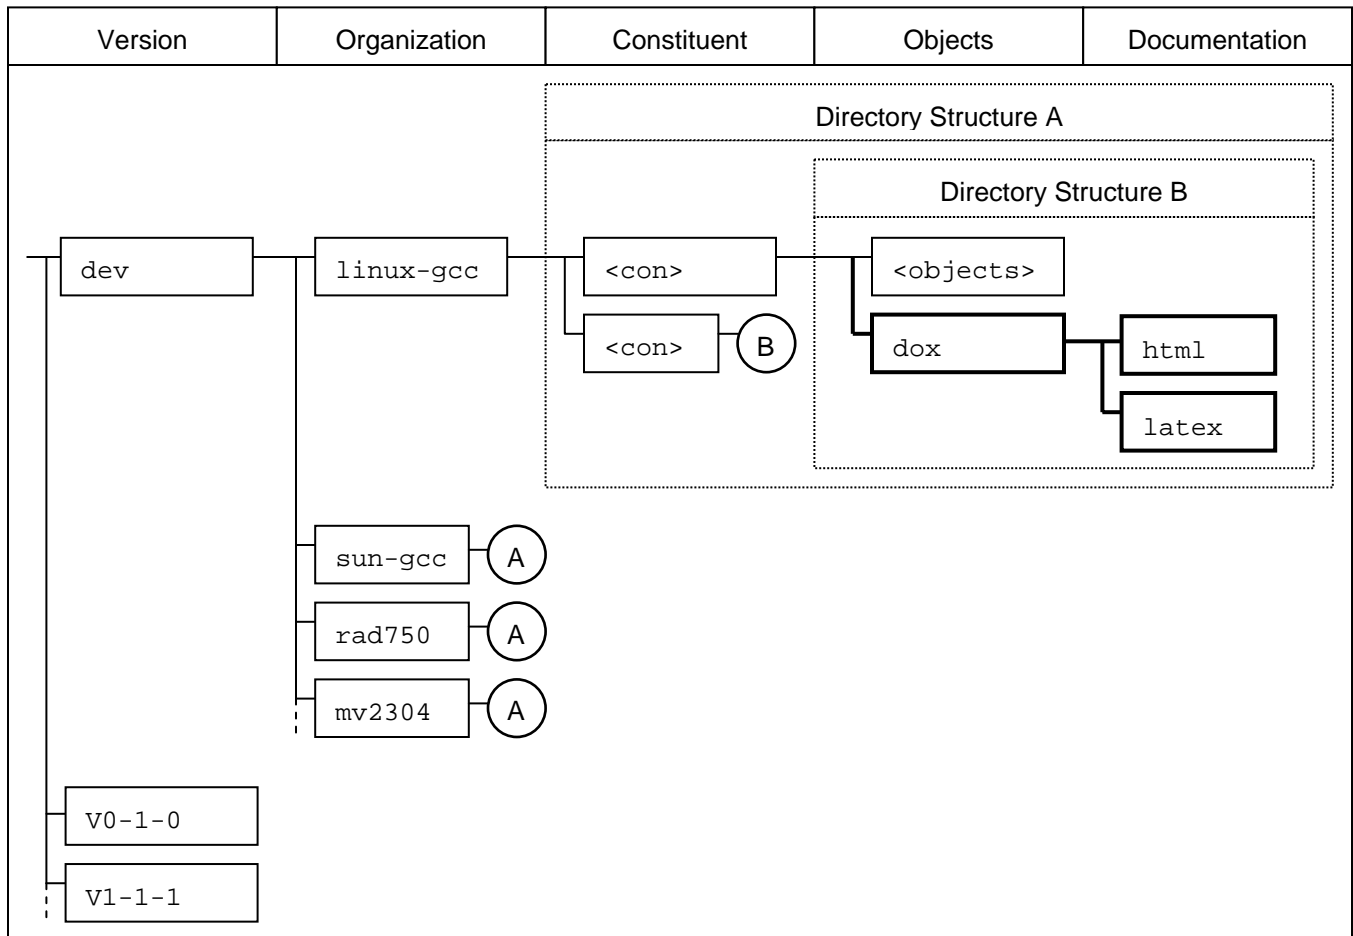 Version Organization Constituent Objects Documentation
Directory Structure A
Directory Structure B
dev linux-gcc <con> <objects>
<con> B dox html
latex
sun-gcc A
rad750 A
mv2304 A
V0-1-0
V1-1-1